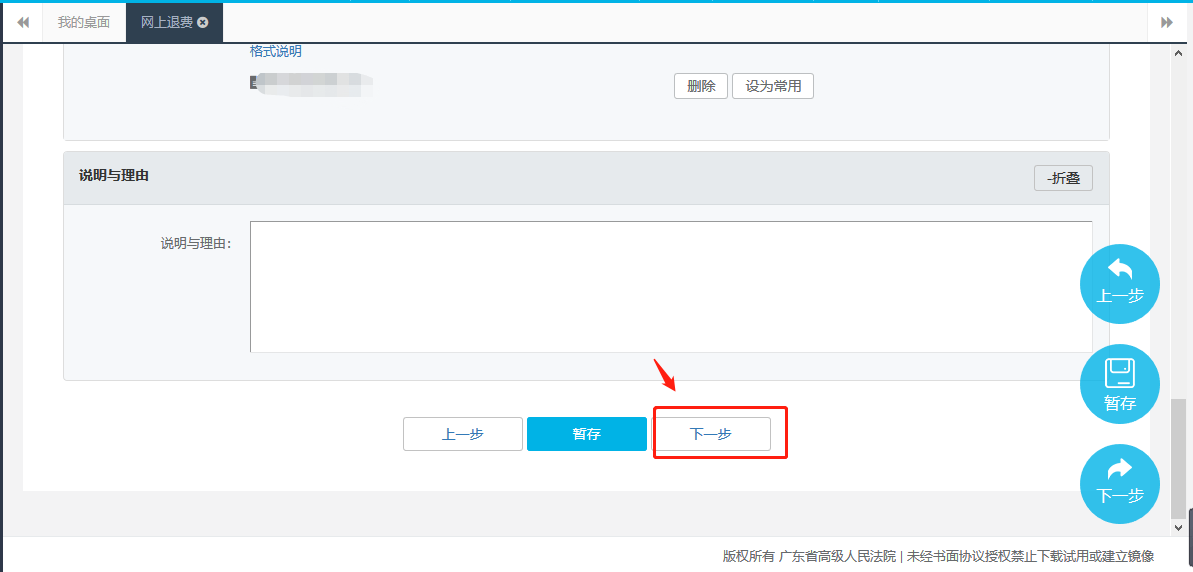 我的桌面 网上退费
格式说明
删除 设为常用
说明与理由 -折叠
说明与理由：
上一步
暂存
下一步
上一步 暂存 下一步
版权所有 广东省高级人民法院 | 未经书面协议授权禁止下载试用或建立镜像